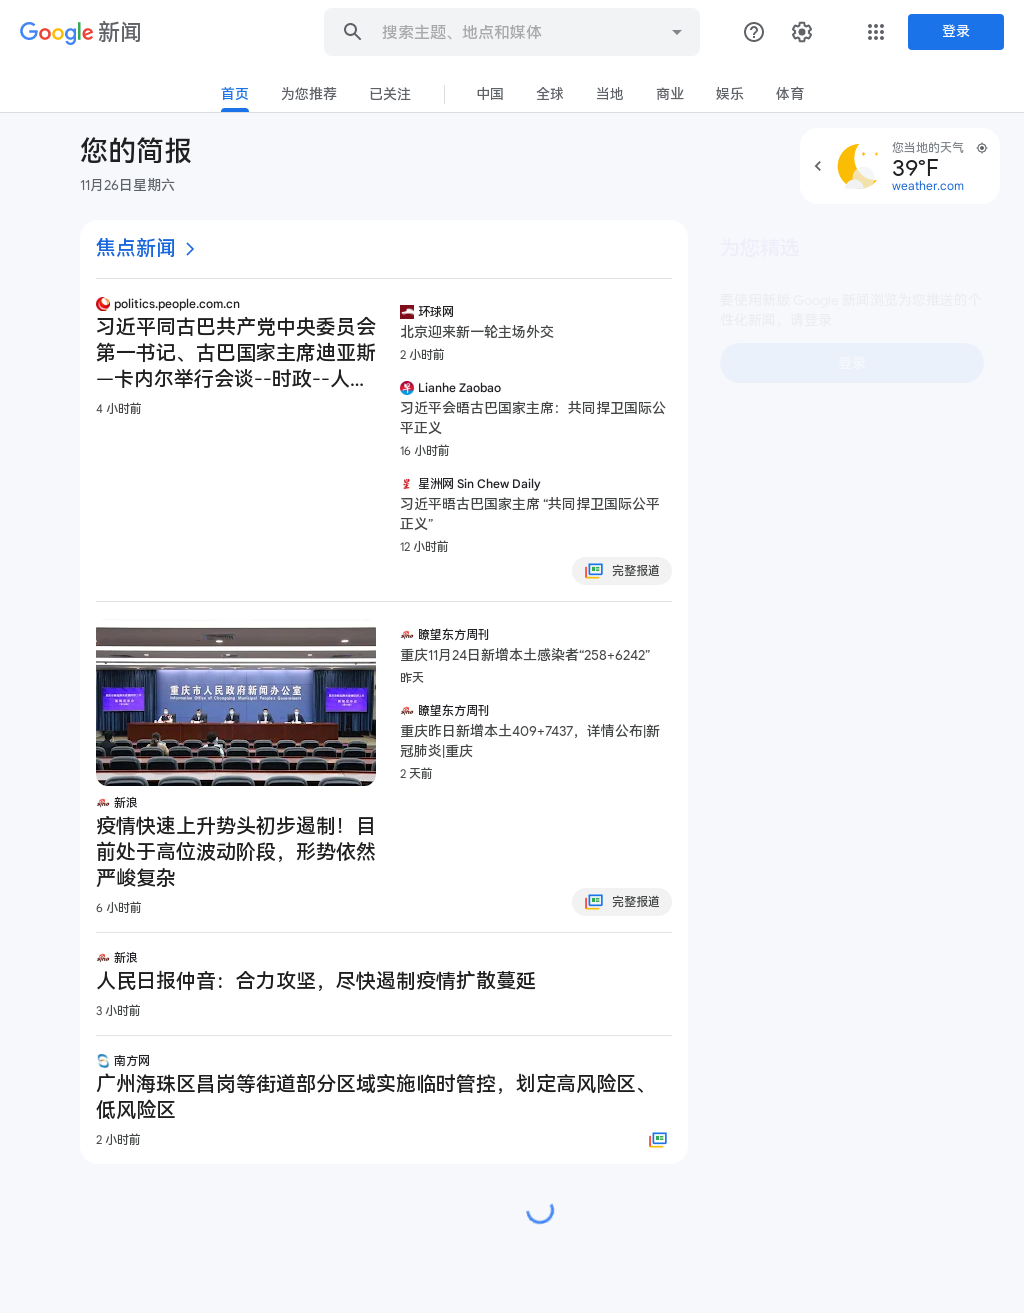 Google 新闻
搜索主题、地点和媒体
登录
首页
为您推荐
已关注
中国
全球
当地
商业
娱乐
体育
您的简报
11月26日星期六
您当地的天气
39°F
weather.com
焦点新闻
politics.people.com.cn
习近平同古巴共产党中央委员会
第一书记、古巴国家主席迪亚斯
—卡内尔举行会谈--时政--人...
4 小时前
环球网
北京迎来新一轮主场外交
2 小时前
Lianhe Zaobao
习近平会晤古巴国家主席：共同捍卫国际公
平正义
16 小时前
星洲网 Sin Chew Daily
习近平晤古巴国家主席 “共同捍卫国际公平
正义”
12 小时前
完整报道
为您精选
要使用新版 Google 新闻浏览为您推送的个
性化新闻，请登录
登录
重庆市人民政府新闻办公室
Information Office of Chongqing Municipal People's Government
新浪
疫情快速上升势头初步遏制！目
前处于高位波动阶段，形势依然
严峻复杂
6 小时前
瞭望东方周刊
重庆11月24日新增本土感染者“258+6242”
昨天
瞭望东方周刊
重庆昨日新增本土409+7437，详情公布|新
冠肺炎|重庆
2 天前
完整报道
新浪
人民日报仲音：合力攻坚，尽快遏制疫情扩散蔓延
3 小时前
南方网
广州海珠区昌岗等街道部分区域实施临时管控，划定高风险区、
低风险区
2 小时前